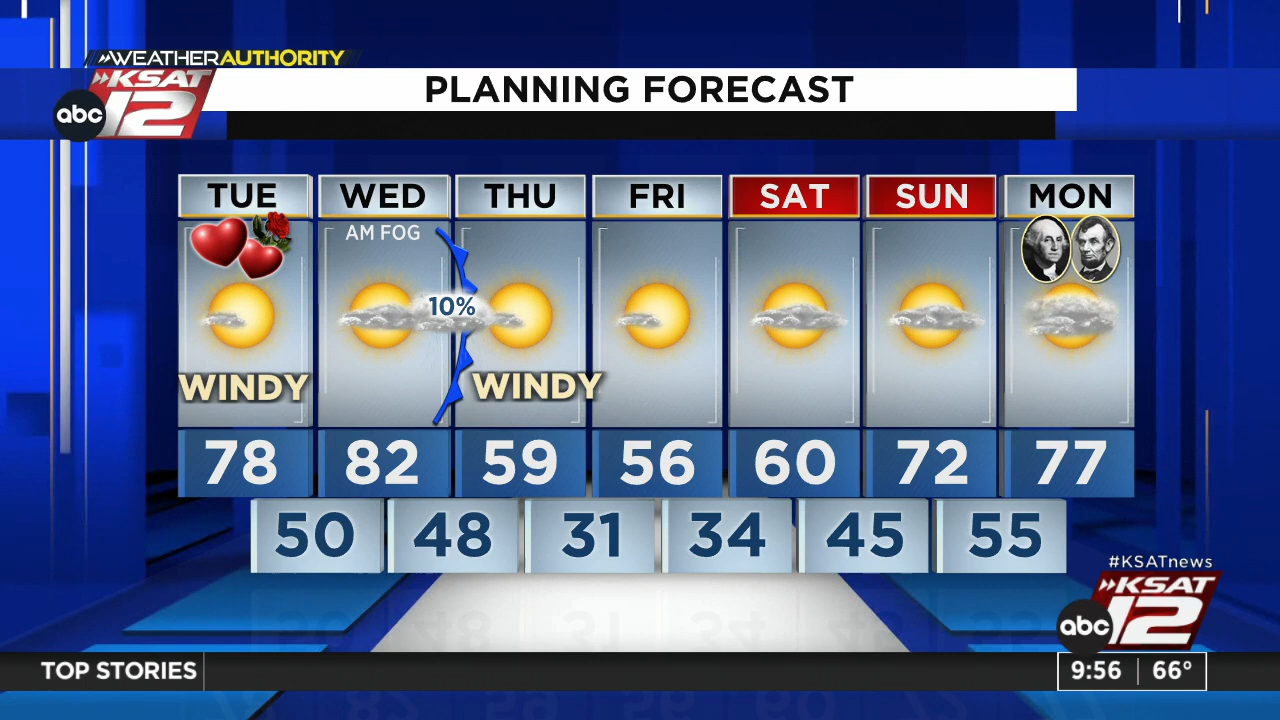 WEATHERAUTHORITY
KSAT
abc 12
PLANNING FORECAST
TUE WED THU FRI SAT SUN MON
AM FOG
10%
WINDY WINDY
78 82 59 56 60 72 77
50 48 31 34 45 55
#KSATnews
KSAT
abc 12
TOP STORIES 9:56 66°